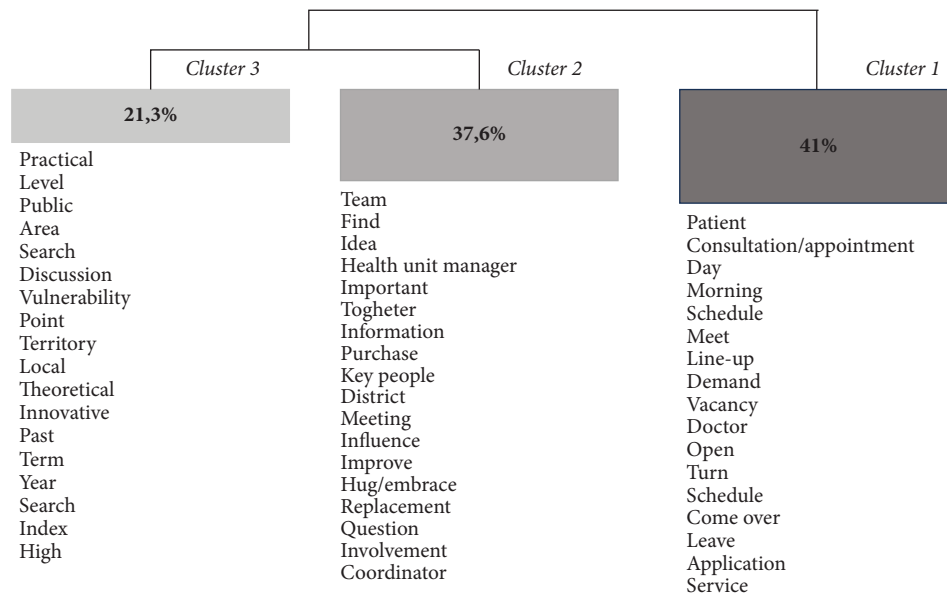 Cluster 3
21,3%
Practical
Level
Public
Area
Search
Discussion
Vulnerability
Point
Territory
Local
Theoretical
Innovative
Past
Term
Year
Search
Index
High
Cluster 2
37,6%
Team
Find
Idea
Health unit manager
Important
Togheter
Information
Purchase
Key people
District
Meeting
Influence
Improve
Hug/embrace
Replacement
Question
Involvement
Coordinator
Cluster 1
41%
Patient
Consultation/appointment
Day
Morning
Schedule
Meet
Line-up
Demand
Vacancy
Doctor
Open
Turn
Schedule
Come over
Leave
Application
Service